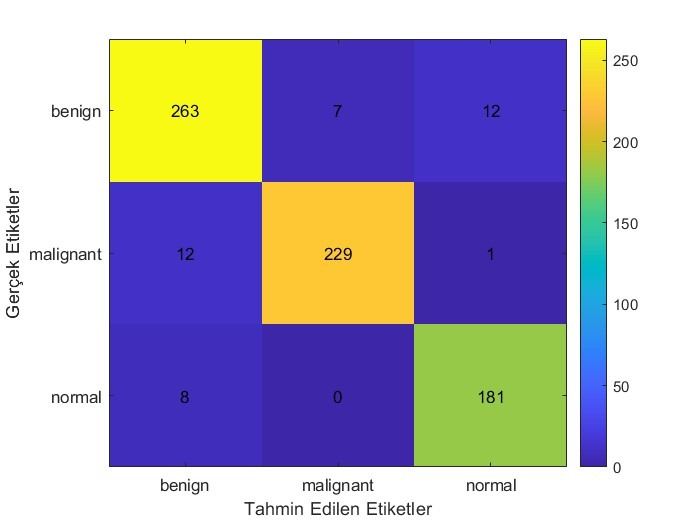 benign 263 7 12
malignant 12 229 1
normal 8 0 181
benign malignant normal
Tahmin Edilen Etiketler
Gerçek Etiketler
250
200
150
100
50
0